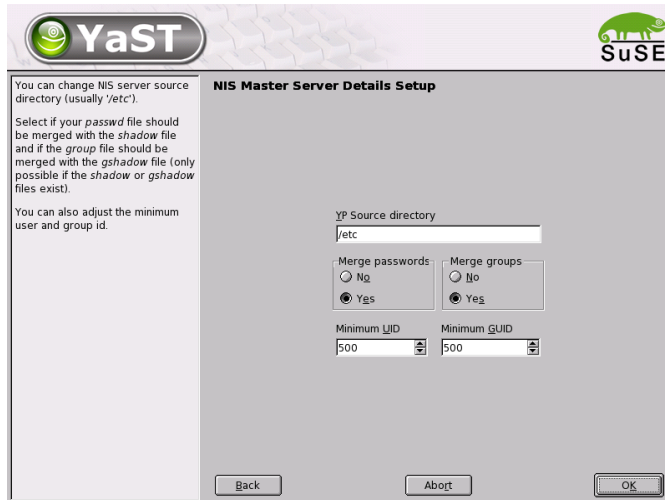 YaST
SuSE
You can change NIS server source
directory (usually '/etc').
Select if your passwd file should
be merged with the shadow file
and if the group file should be
merged with the gshadow file (only
possible if the shadow or gshadow
files exist).
You can also adjust the minimum
user and group id.
NIS Master Server Details Setup
YP Source directory
/etc
Merge passwords
No
Yes
Merge groups
No
Yes
Minimum UID
500
Minimum GUID
500
Back
Abort
OK